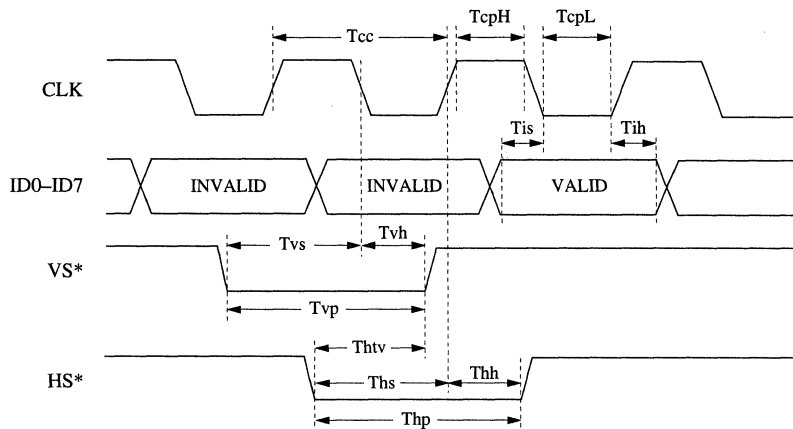 TcpH TcpL
Tcc
CLK
Tis Tih
ID0–ID7 INVALID INVALID VALID
Tvs Tvh
VS*
Tvp
Thtv
HS* Ths Thh
Thp